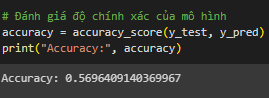 # Đánh giá độ chính xác của mô hình
accuracy = accuracy_score(y_test, y_pred)
print("Accuracy:", accuracy)
Accuracy: 0.5696409140369967